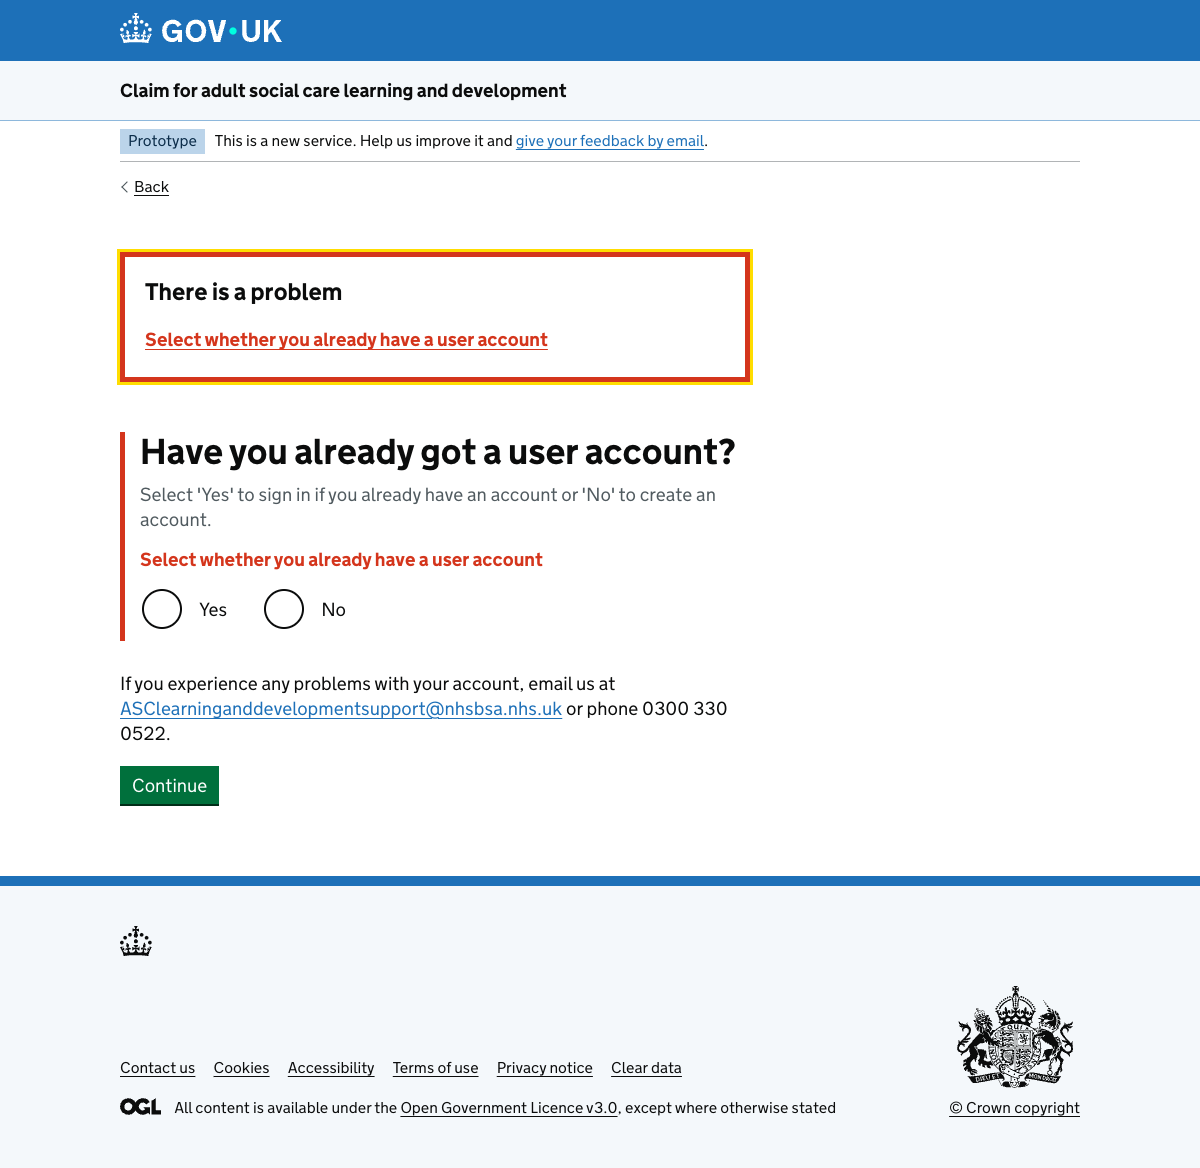 GOV·UK
Claim for adult social care learning and development
Prototype This is a new service. Help us improve it and give your feedback by email.
Back
There is a problem
Select whether you already have a user account
Have you already got a user account?
Select 'Yes' to sign in if you already have an account or 'No' to create an
account.
Select whether you already have a user account
Yes No
If you experience any problems with your account, email us at
ASClearninganddevelopmentsupport@nhsbsa.nhs.uk or phone 0300 330
0522.
Continue
Contact us Cookies Accessibility Terms of use Privacy notice Clear data
OGL All content is available under the Open Government Licence v3.0, except where otherwise stated
© Crown copyright